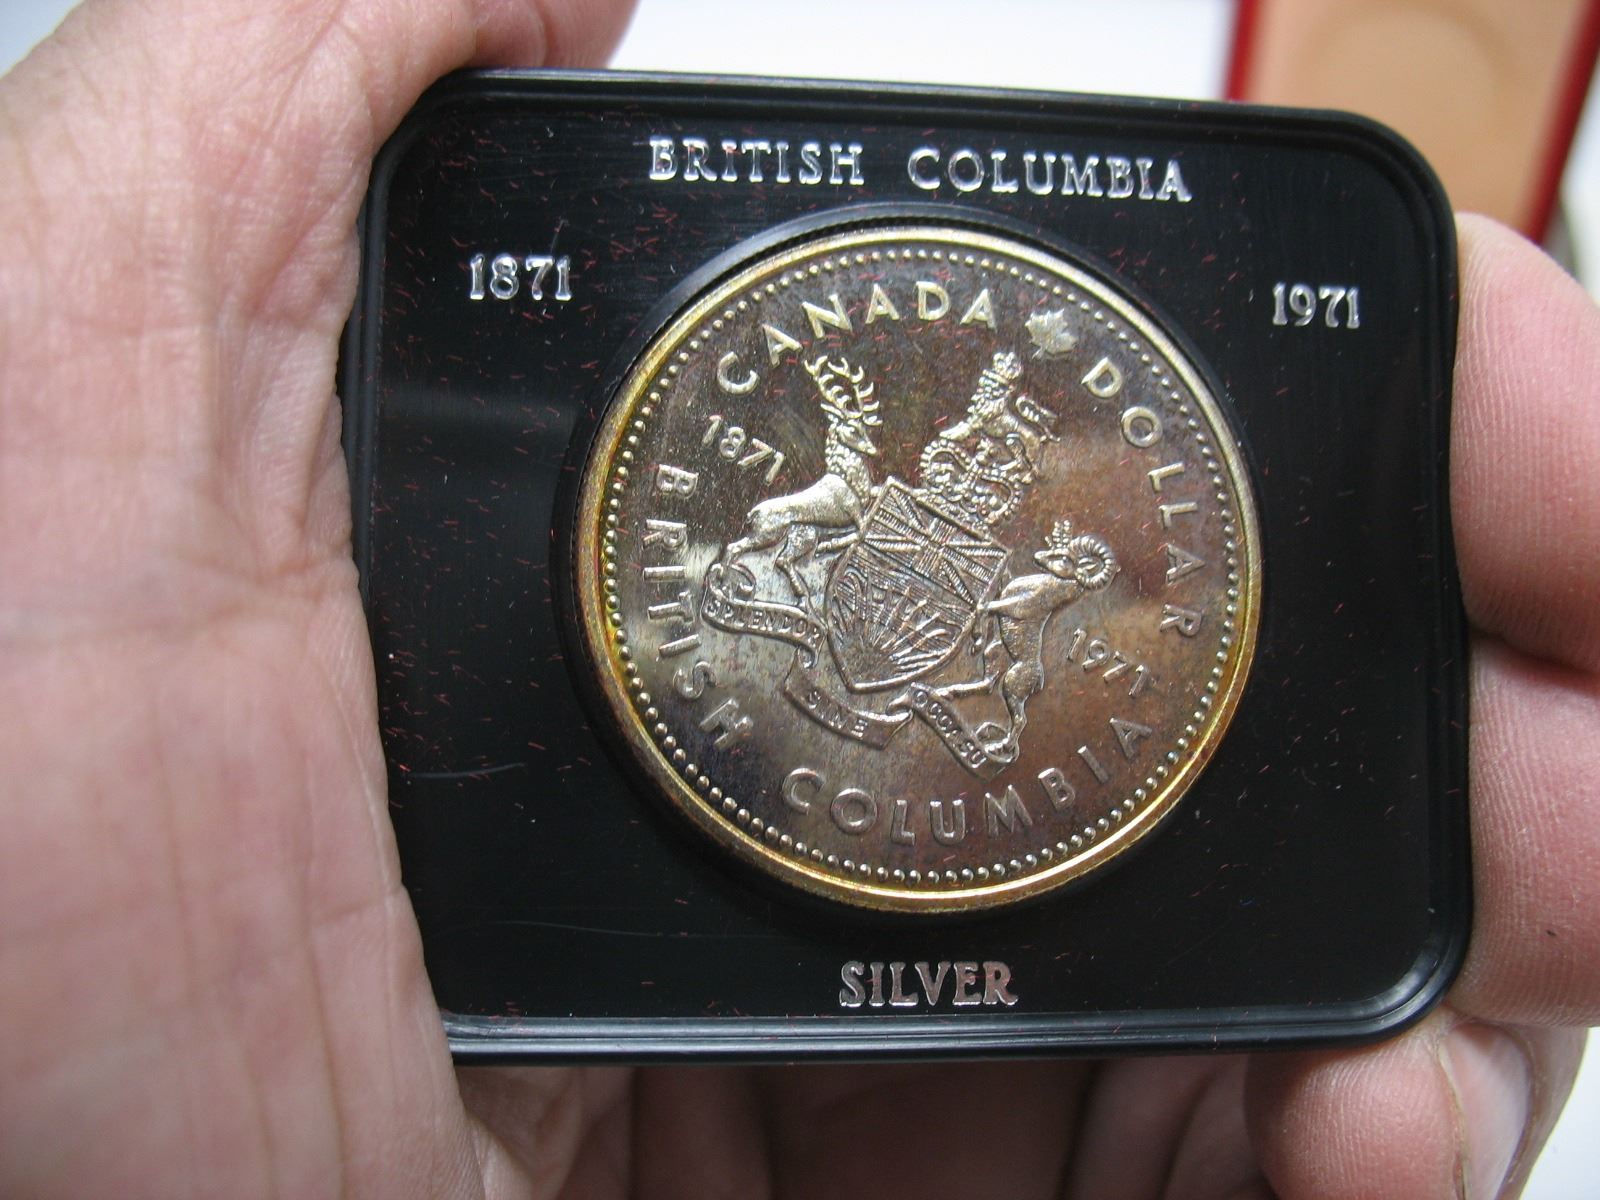 BRITISH COLUMBIA
1871 1971
CANADA DOLLAR
1871
1971
SPLENDOR SINE OCCASU
BRITISH COLUMBIA
SILVER